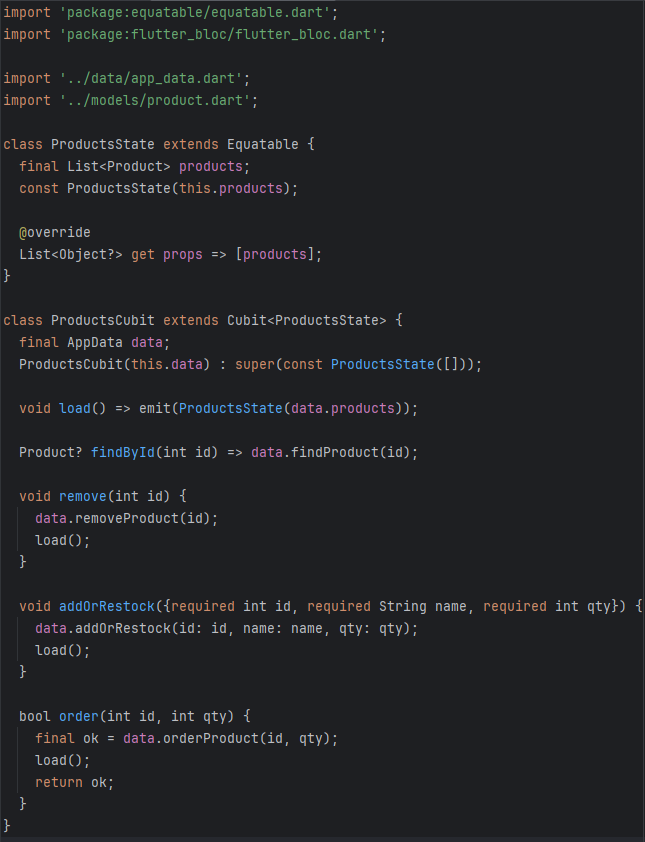 import 'package:equatable/equatable.dart';
import 'package:flutter_bloc/flutter_bloc.dart';

import '../data/app_data.dart';
import '../models/product.dart';

class ProductsState extends Equatable {
  final List<Product> products;
  const ProductsState(this.products);

  @override
  List<Object?> get props => [products];
}

class ProductsCubit extends Cubit<ProductsState> {
  final AppData data;
  ProductsCubit(this.data) : super(const ProductsState([]));

  void load() => emit(ProductsState(data.products));

  Product? findById(int id) => data.findProduct(id);

  void remove(int id) {
    data.removeProduct(id);
    load();
  }

  void addOrRestock({required int id, required String name, required int qty}) {
    data.addOrRestock(id: id, name: name, qty: qty);
    load();
  }

  bool order(int id, int qty) {
    final ok = data.orderProduct(id, qty);
    load();
    return ok;
  }
}